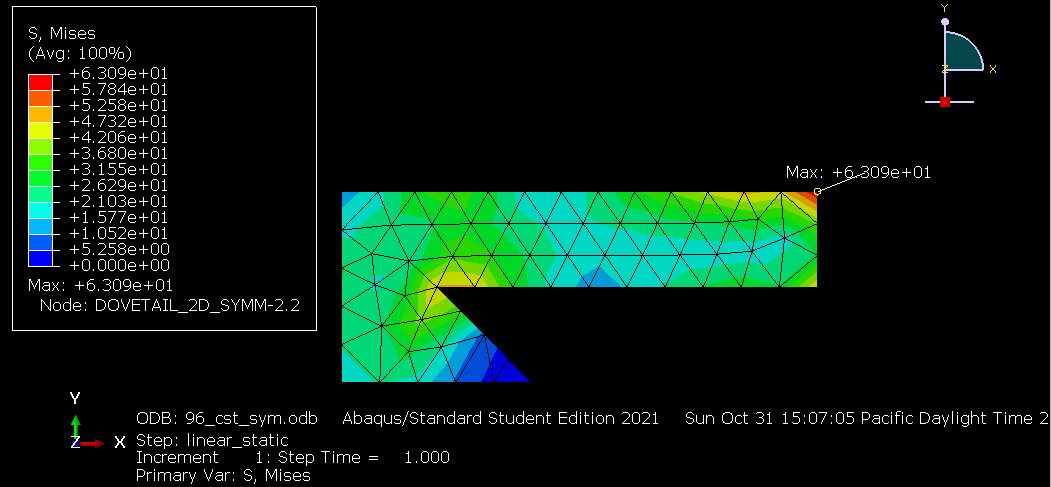 S, Mises
(Avg: 100%)
+6.309e+01
+5.784e+01
+5.258e+01
+4.732e+01
+4.206e+01
+3.680e+01
+3.155e+01
+2.629e+01
+2.103e+01
+1.577e+01
+1.052e+01
+5.258e+00
+0.000e+00
Max: +6.309e+01
Node: DOVETAIL_2D_SYMM-2.2
Y
Z X
Max: +6.309e+01
Y
Z X
ODB: 96_cst_sym.odb Abaqus/Standard Student Edition 2021 Sun Oct 31 15:07:05 Pacific Daylight Time 2
Step: linear_static
Increment 1: Step Time = 1.000
Primary Var: S, Mises